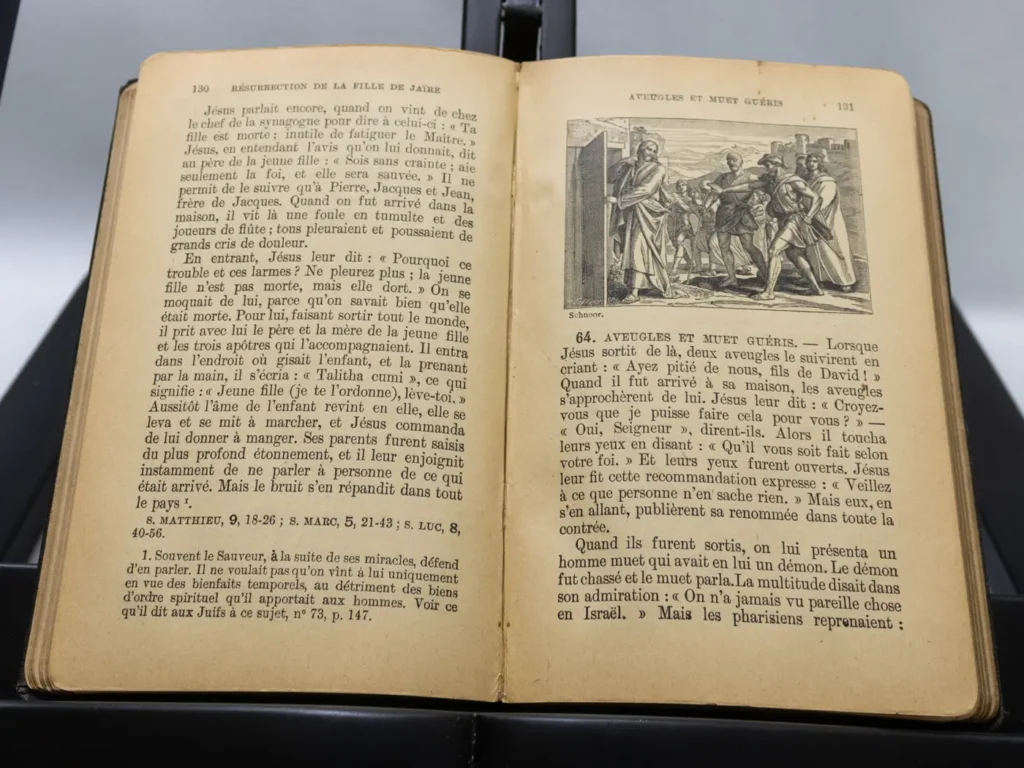 130 RÉSURRECTION DE LA FILLE DE JAÏRE
Jésus parlait encore, quand on vint de chez
le chef de la synagogue pour dire à celui-ci : « Ta
fille est morte ; inutile de fatiguer le Maître. »
Jésus, en entendant l'avis qu'on lui donnait, dit
au père de la jeune fille : « Sois sans crainte ; aie
seulement la foi, et elle sera sauvée. » Il ne
permit de le suivre qu'à Pierre, Jacques et Jean,
frère de Jacques. Quand on fut arrivé dans la
maison, il vit là une foule en tumulte et des
joueurs de flûte ; tous pleuraient et poussaient de
grands cris de douleur.
En entrant, Jésus leur dit : « Pourquoi ce
trouble et ces larmes ? Ne pleurez plus ; la jeune
fille n'est pas morte, mais elle dort. » On se
moquait de lui, parce qu'on savait bien qu'elle
était morte. Pour lui, faisant sortir tout le monde,
il prit avec lui le père et la mère de la jeune fille
et les trois apôtres qui l'accompagnaient. Il entra
dans l'endroit où gisait l'enfant, et la prenant
par la main, il s'écria : « Talitha cumi », ce qui
signifie : « Jeune fille (je te l'ordonne), lève-toi. »
Aussitôt l'âme de l'enfant revint en elle, elle se
leva et se mit à marcher, et Jésus commanda
de lui donner à manger. Ses parents furent saisis
du plus profond étonnement, et il leur enjoignit
instamment de ne parler à personne de ce qui
était arrivé. Mais le bruit s'en répandit dans tout
le pays ¹.
S. MATTHIEU, 9, 18-26 ; S. MARC, 5, 21-43 ; S. LUC, 8,
40-56.
1. Souvent le Sauveur, à la suite de ses miracles, défend
d'en parler. Il ne voulait pas qu'on vînt à lui uniquement
en vue des bienfaits temporels, au détriment des biens
d'ordre spirituel qu'il apportait aux hommes. Voir ce
qu'il dit aux Juifs à ce sujet, n° 73, p. 147.
AVEUGLES ET MUET GUÉRIS 131
Schnoor.
64. AVEUGLES ET MUET GUÉRIS. — Lorsque
Jésus sortit de là, deux aveugles le suivirent en
criant : « Ayez pitié de nous, fils de David ! »
Quand il fut arrivé à sa maison, les aveugles
s'approchèrent de lui. Jésus leur dit : « Croyez-
vous que je puisse faire cela pour vous ? » —
« Oui, Seigneur », dirent-ils. Alors il toucha
leurs yeux en disant : « Qu'il vous soit fait selon
votre foi. » Et leurs yeux furent ouverts. Jésus
leur fit cette recommandation expresse : « Veillez
à ce que personne n'en sache rien. » Mais eux, en
s'en allant, publièrent sa renommée dans toute la
contrée.
Quand ils furent sortis, on lui présenta un
homme muet qui avait en lui un démon. Le démon
fut chassé et le muet parla. La multitude disait dans
son admiration : « On n'a jamais vu pareille chose
en Israël. » Mais les pharisiens reprenaient :